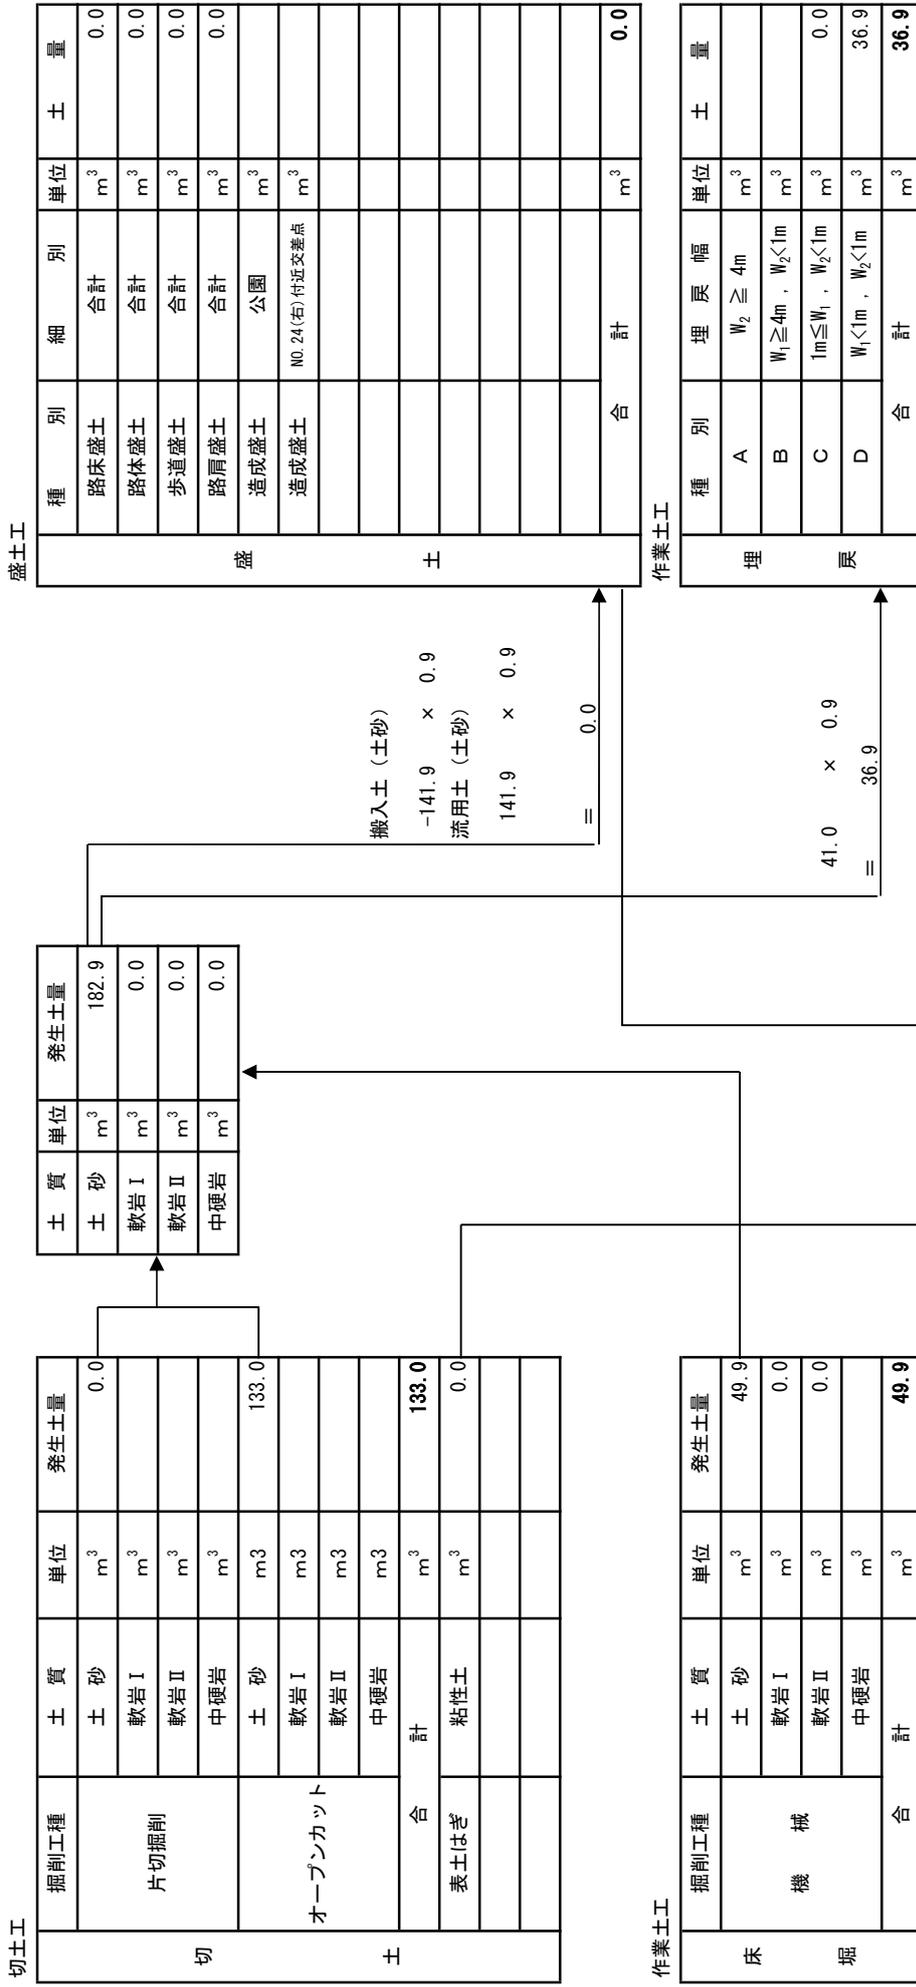 切土工
掘削工種 土 質 単位 発生土量
切 土
片切掘削
土 砂 m³ 0.0
軟岩Ⅰ m³
軟岩Ⅱ m³
中硬岩 m³
オープンカット
土 砂 m3 133.0
軟岩Ⅰ m3
軟岩Ⅱ m3
中硬岩 m3
合 計 m³ 133.0
表土はぎ 粘性土 m³ 0.0
土 質 単位 発生土量
土 砂 m³ 182.9
軟岩Ⅰ m³ 0.0
軟岩Ⅱ m³ 0.0
中硬岩 m³ 0.0
搬入土（土砂）
-141.9 × 0.9
流用土（土砂）
141.9 × 0.9
= 0.0
盛土工
種 別 細 別 単位 土 量
盛 土
路床盛土 合計 m³ 0.0
路体盛土 合計 m³ 0.0
歩道盛土 合計 m³ 0.0
路肩盛土 合計 m³ 0.0
造成盛土 公園 m³
造成盛土 NO.24(右)付近交差点 m³
合 計 m³ 0.0
作業土工
掘削工種 土 質 単位 発生土量
床 堀
機 械
土 砂 m³ 49.9
軟岩Ⅰ m³ 0.0
軟岩Ⅱ m³ 0.0
中硬岩 m³
合 計 m³ 49.9
41.0 × 0.9
= 36.9
作業土工
種 別 埋 戻 幅 単位 土 量
埋 戻
A W₂ ≧ 4m m³
B W₁≧4m , W₂<1m m³
C 1m≦W₁ , W₂<1m m³ 0.0
D W₁<1m , W₂<1m m³ 36.9
合 計 m³ 36.9